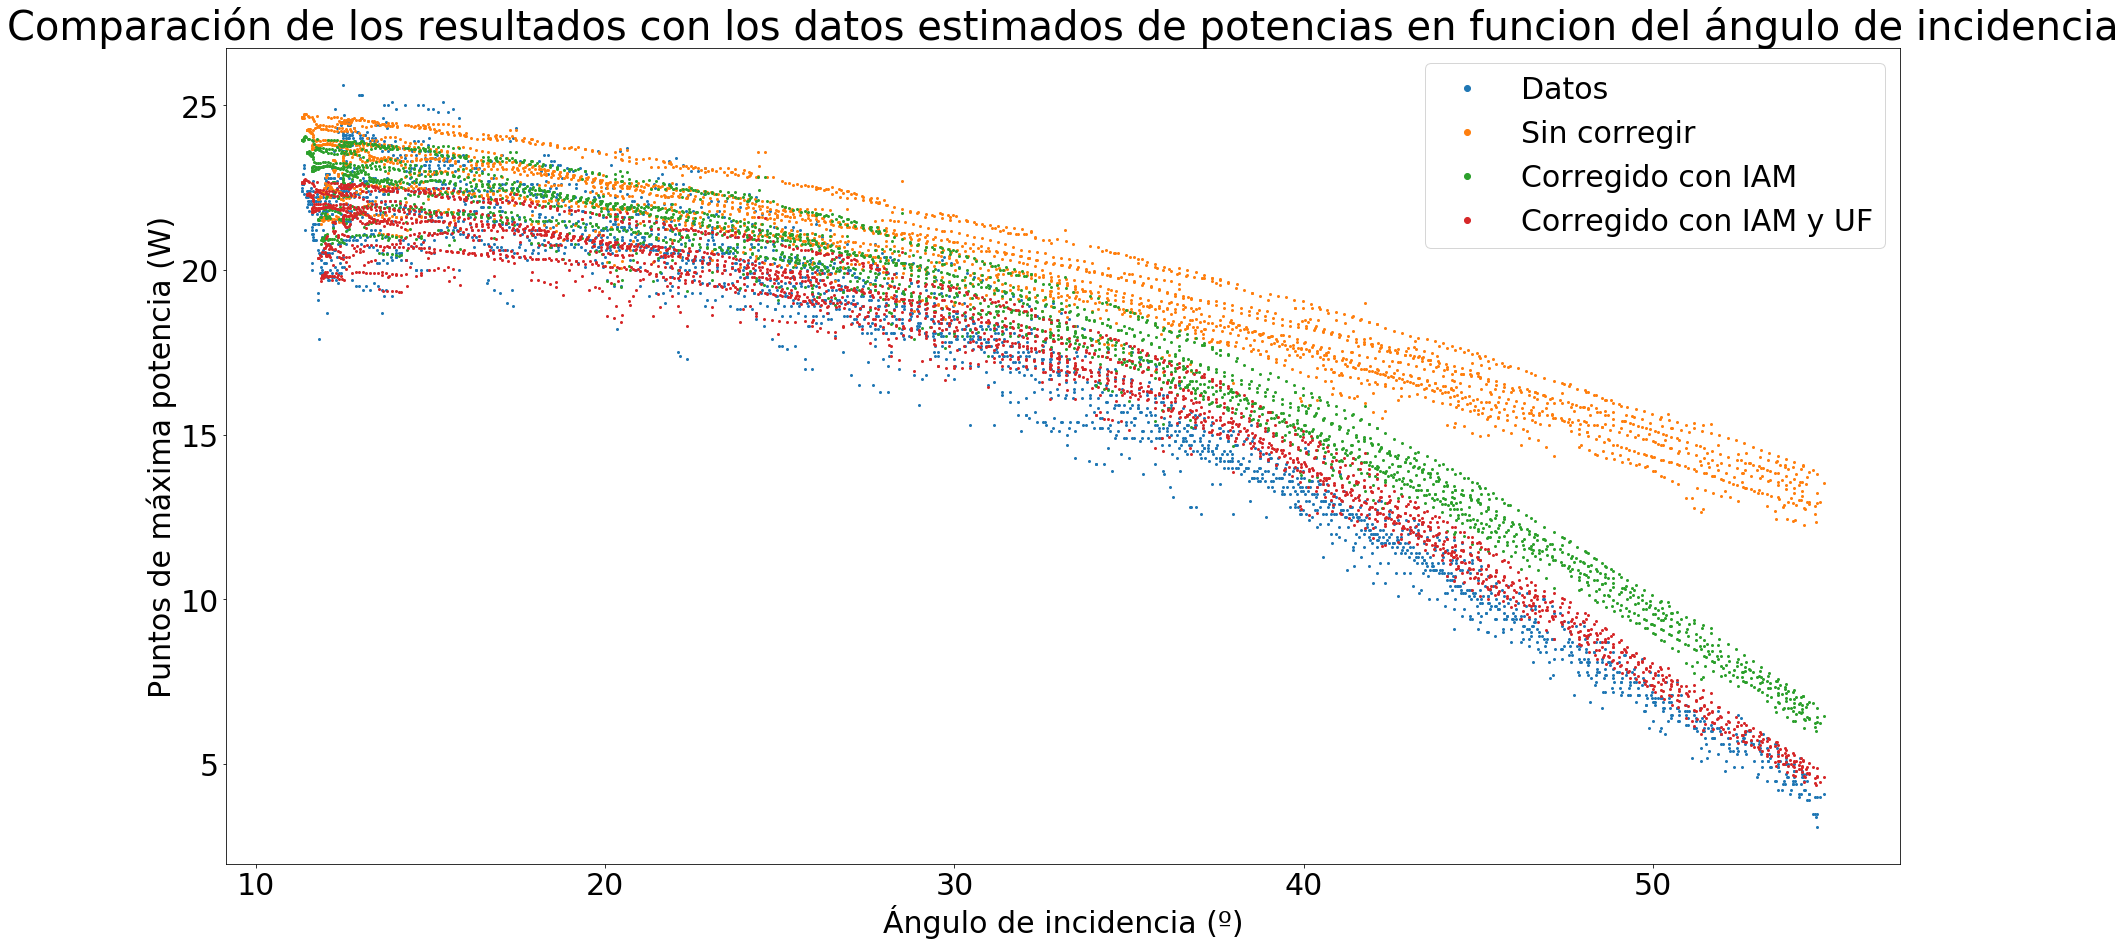 Comparación de los resultados con los datos estimados de potencias en funcion del ángulo de incidencia
Datos
Sin corregir
Corregido con IAM
Corregido con IAM y UF
Puntos de máxima potencia (W)
25
20
15
10
5
10 20 30 40 50
Ángulo de incidencia (º)